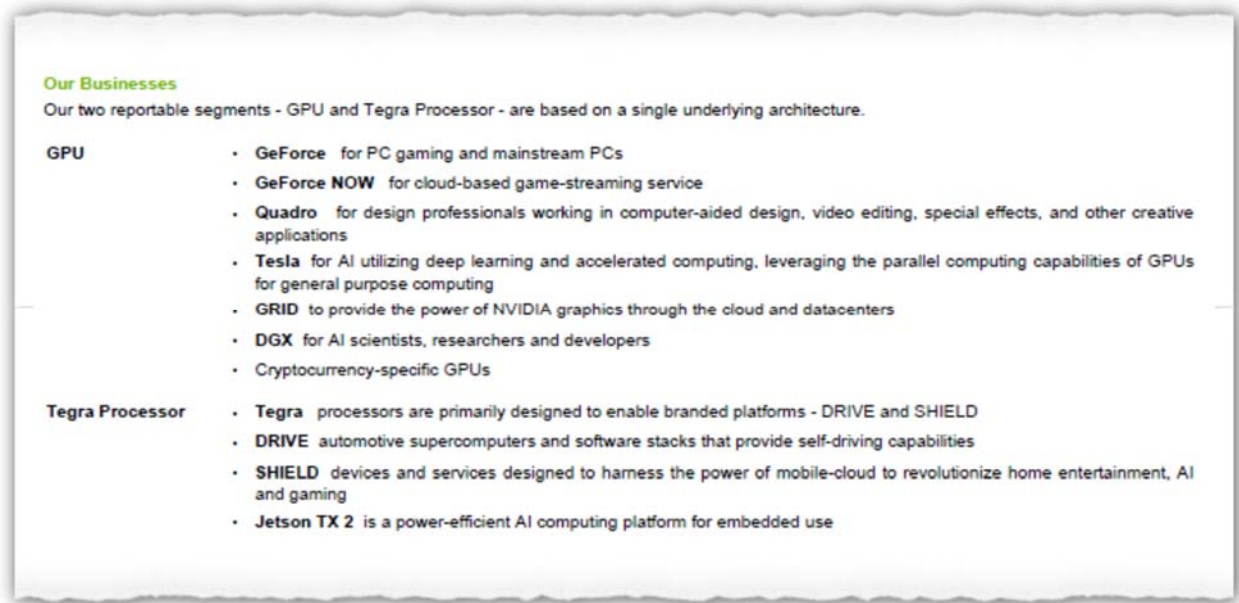 Our Businesses
Our two reportable segments - GPU and Tegra Processor - are based on a single underlying architecture.
GPU
· GeForce for PC gaming and mainstream PCs
· GeForce NOW for cloud-based game-streaming service
· Quadro for design professionals working in computer-aided design, video editing, special effects, and other creative
applications
· Tesla for AI utilizing deep learning and accelerated computing, leveraging the parallel computing capabilities of GPUs
for general purpose computing
· GRID to provide the power of NVIDIA graphics through the cloud and datacenters
· DGX for AI scientists, researchers and developers
· Cryptocurrency-specific GPUs
Tegra Processor
· Tegra processors are primarily designed to enable branded platforms - DRIVE and SHIELD
· DRIVE automotive supercomputers and software stacks that provide self-driving capabilities
· SHIELD devices and services designed to harness the power of mobile-cloud to revolutionize home entertainment, AI
and gaming
· Jetson TX 2 is a power-efficient AI computing platform for embedded use